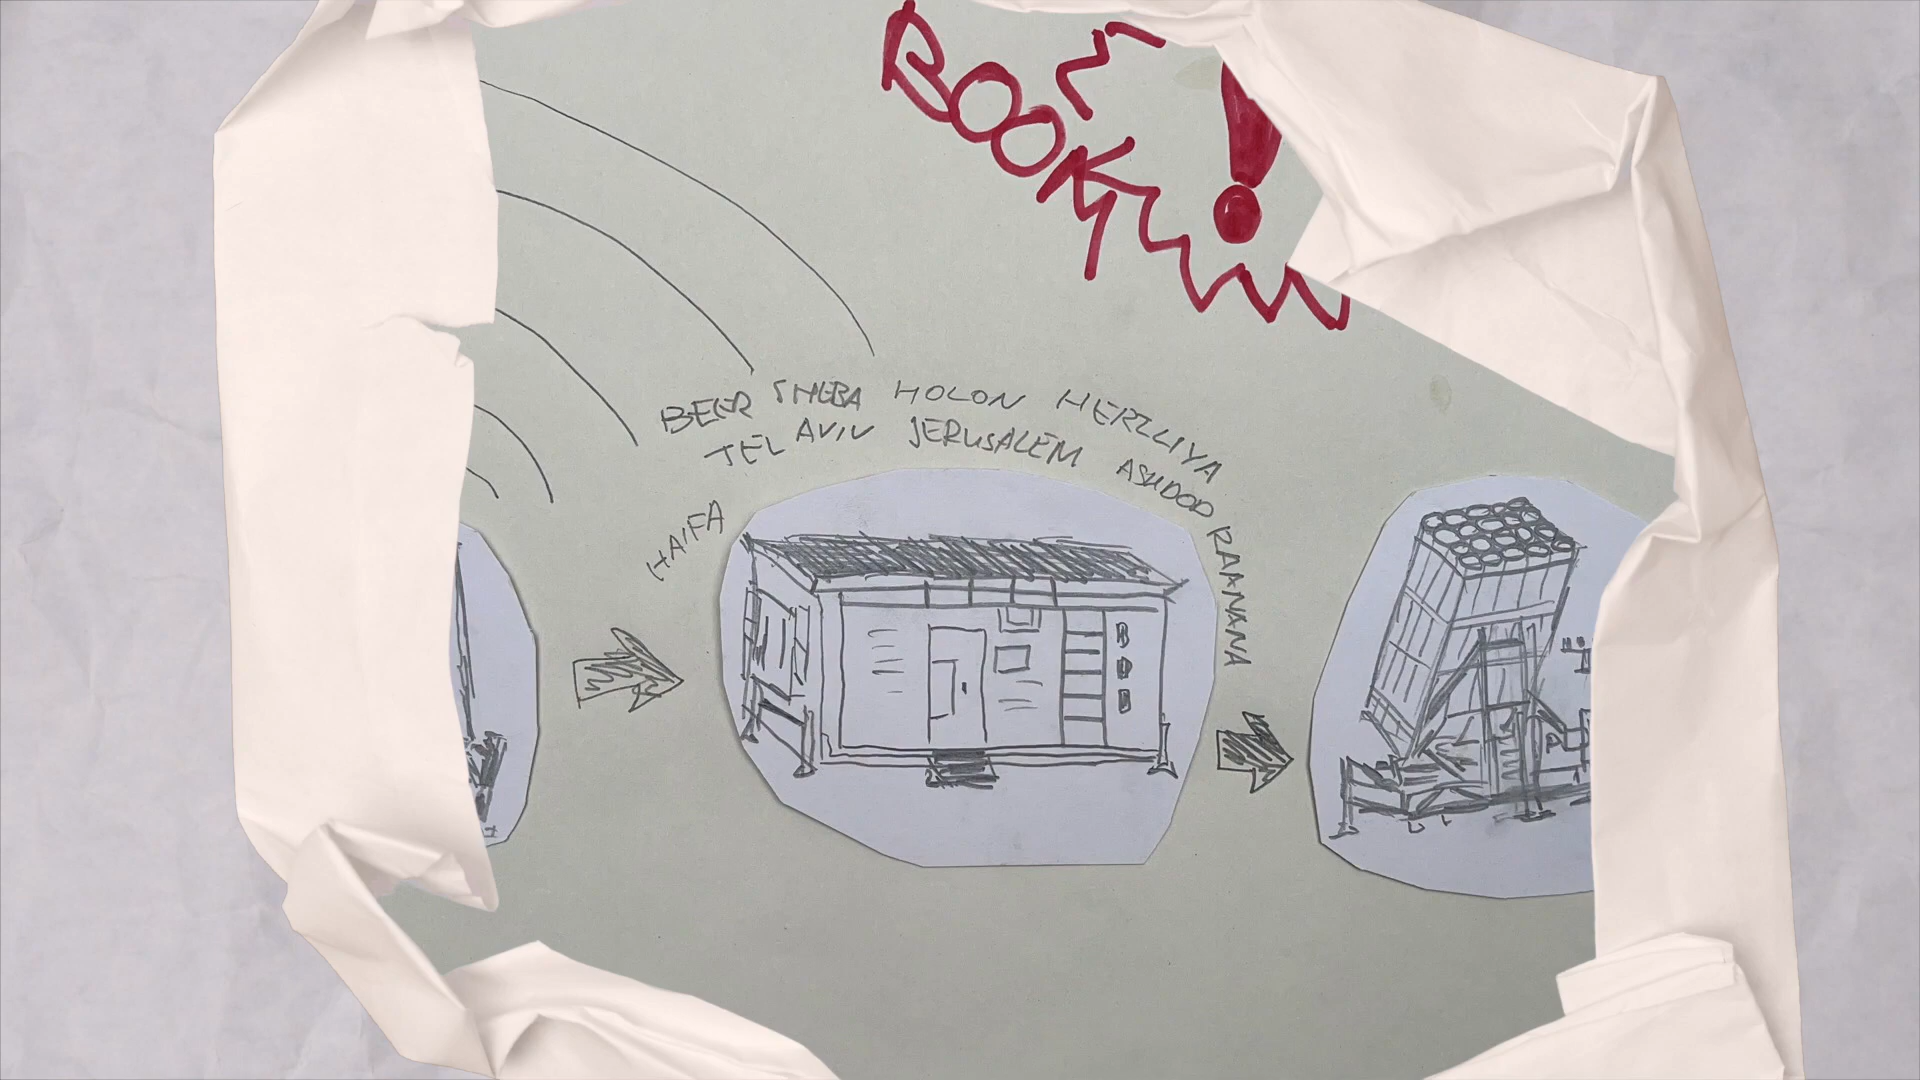 BOOM!
BEER SHEBA HOLON HERZLIYA
TEL AVIV JERUSALEM ASHDOD
HAIFA
RAANANA